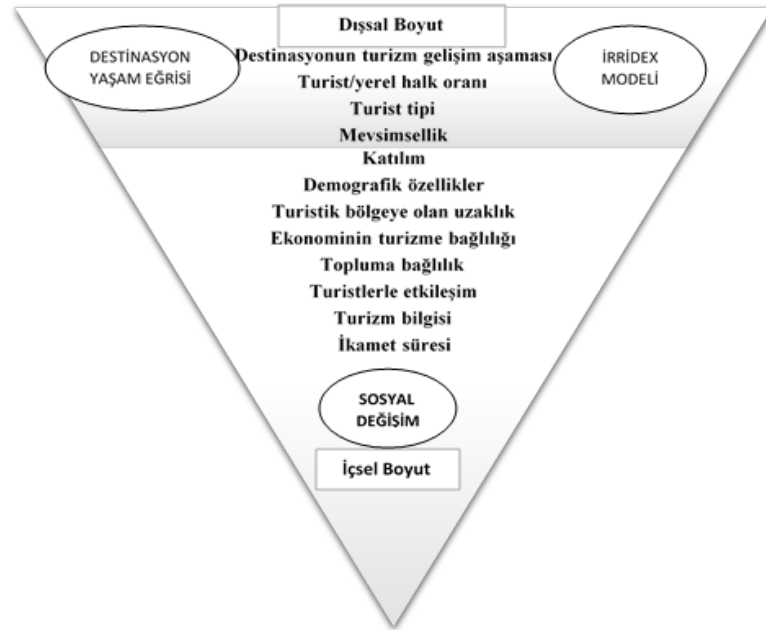 Dışsal Boyut
DESTİNASYON
YAŞAM EĞRİSİ
Destinasyonun turizm gelişim aşaması
Turist/yerel halk oranı
Turist tipi
Mevsimsellik
İRRİDEX
MODELİ
Katılım
Demografik özellikler
Turistik bölgeye olan uzaklık
Ekonominin turizme bağlılığı
Topluma bağlılık
Turistlerle etkileşim
Turizm bilgisi
İkamet süresi
SOSYAL
DEĞİŞİM
İçsel Boyut